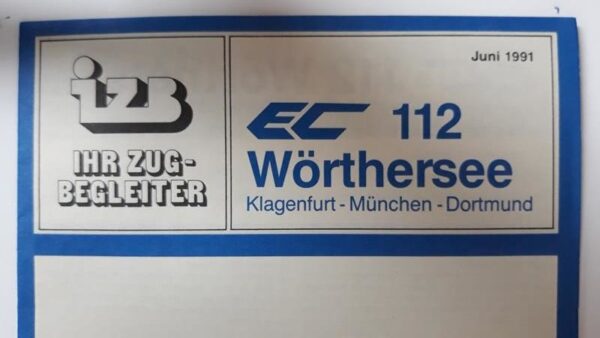 izB
IHR ZUG-
BEGLEITER
Juni 1991
EC 112
Wörthersee
Klagenfurt - München - Dortmund